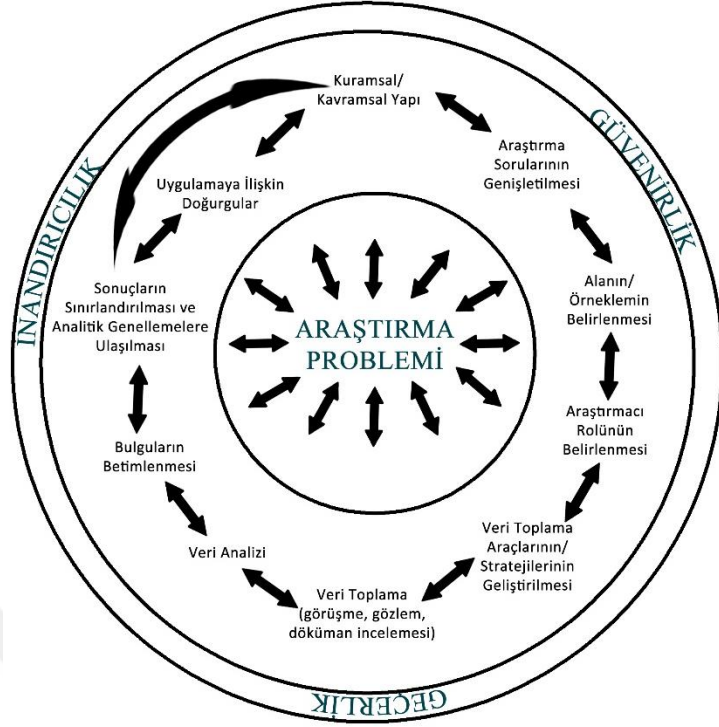 Kuramsal/
Kavramsal Yapı
Araştırma
Sorularının
Genişletilmesi
Alanın/
Örneklemin
Belirlenmesi
Araştırmacı
Rolünün
Belirlenmesi
Veri Toplama
Araçlarının/
Stratejilerinin
Geliştirilmesi
Veri Toplama
(görüşme, gözlem,
döküman incelemesi)
Veri Analizi
Bulguların
Betimlenmesi
Sonuçların
Sınırlandırılması ve
Analitik Genellemelere
Ulaşılması
Uygulamaya İlişkin
Doğurgular
ARAŞTIRMA
PROBLEMİ
İNANDIRICILIK
GÜVENİRLİK
GEÇERLİK